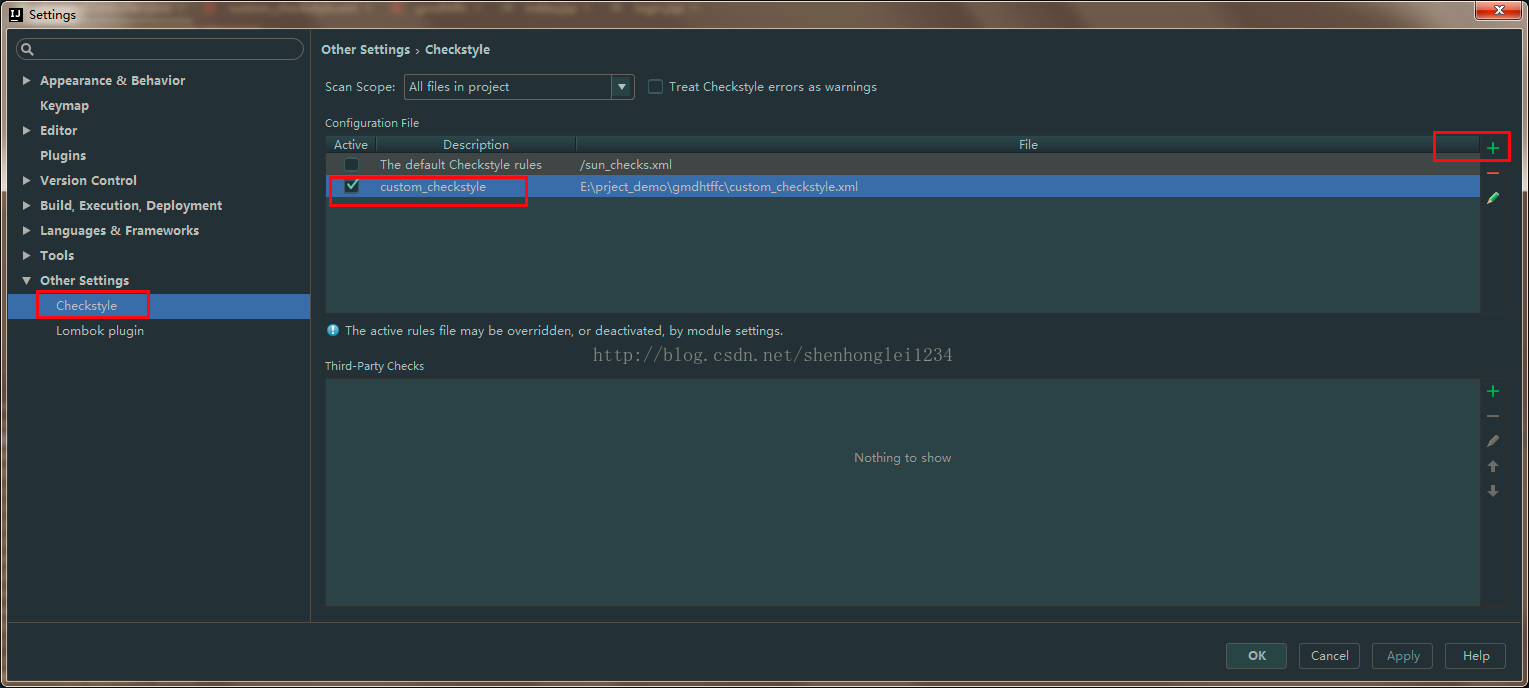 Settings
Other Settings › Checkstyle
Appearance & Behavior
Keymap
Editor
Plugins
Version Control
Build, Execution, Deployment
Languages & Frameworks
Tools
Other Settings
Checkstyle
Lombok plugin
Scan Scope: All files in project Treat Checkstyle errors as warnings
Configuration File
Active Description File
The default Checkstyle rules /sun_checks.xml
custom_checkstyle E:\prject_demo\gmdhtffc\custom_checkstyle.xml
The active rules file may be overridden, or deactivated, by module settings.
http://blog.csdn.net/shenhonglei1234
Third-Party Checks
Nothing to show
OK Cancel Apply Help